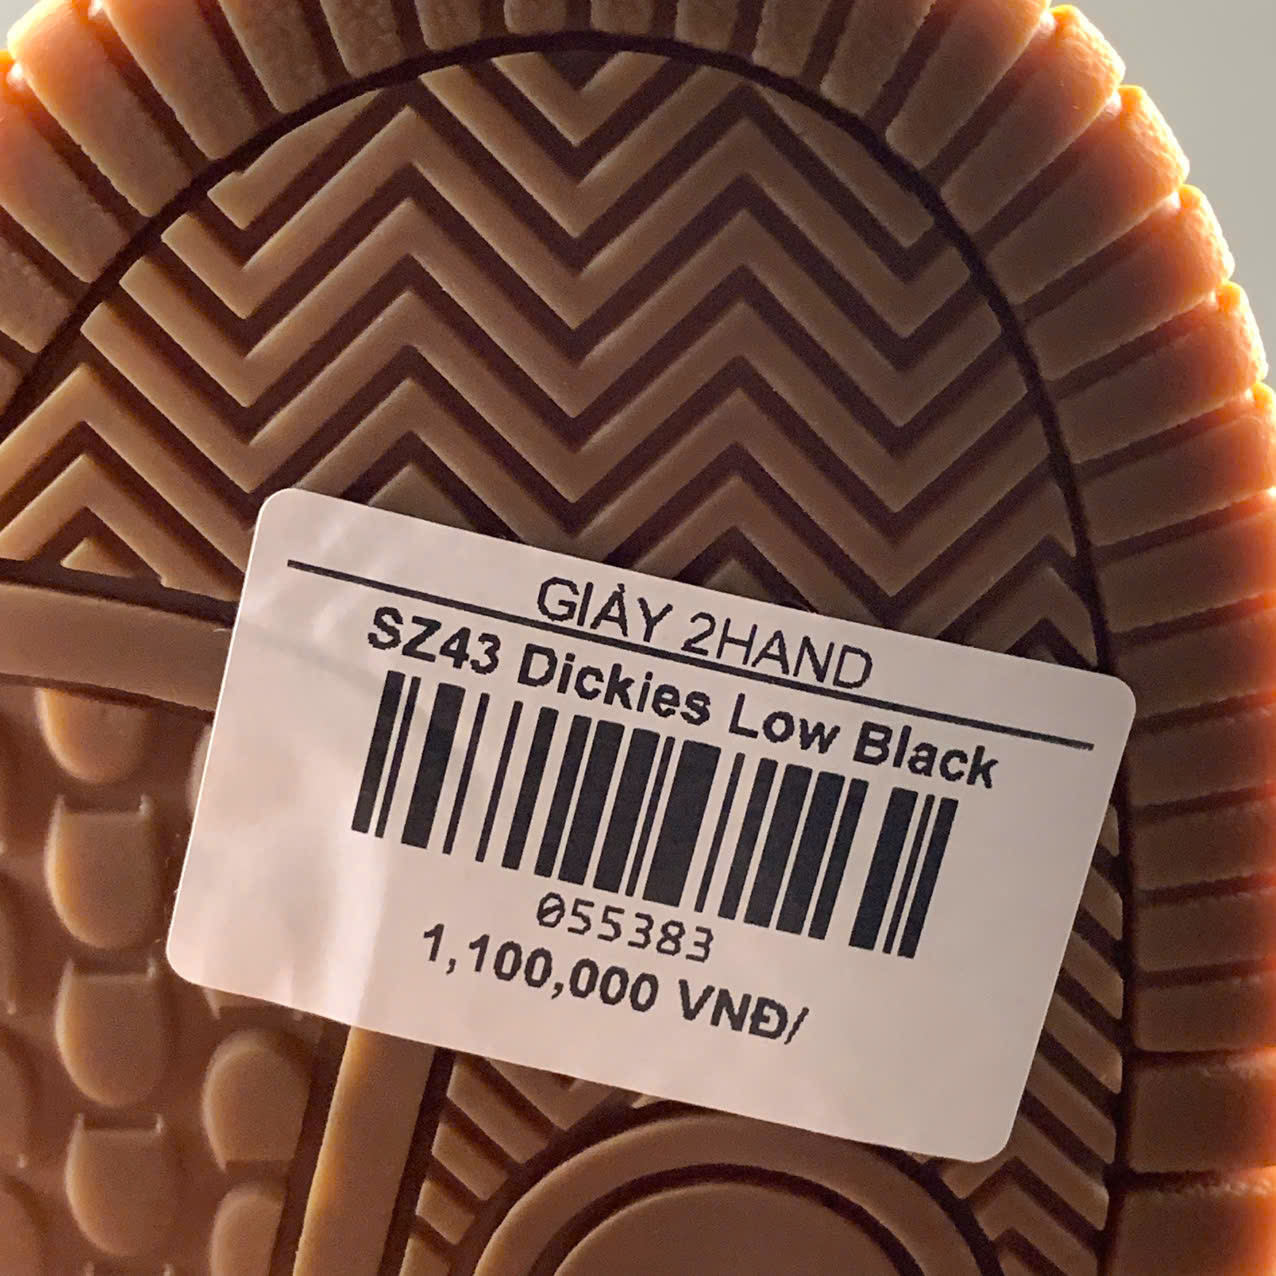 GIÀY 2HAND
SZ43 Dickies Low Black
055383
1,100,000 VNĐ/